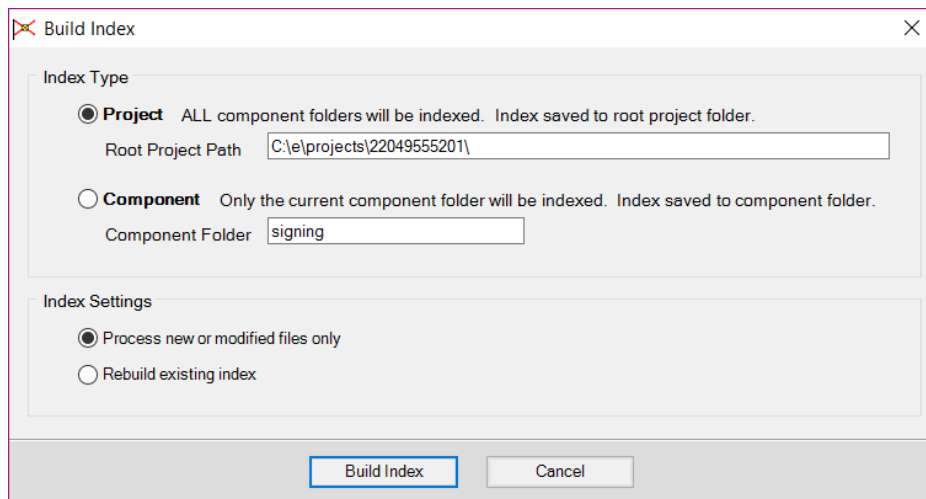 Build Index
Index Type
Project ALL component folders will be indexed. Index saved to root project folder.
Root Project Path C:\e\projects\22049555201\
Component Only the current component folder will be indexed. Index saved to component folder.
Component Folder signing
Index Settings
Process new or modified files only
Rebuild existing index
Build Index Cancel